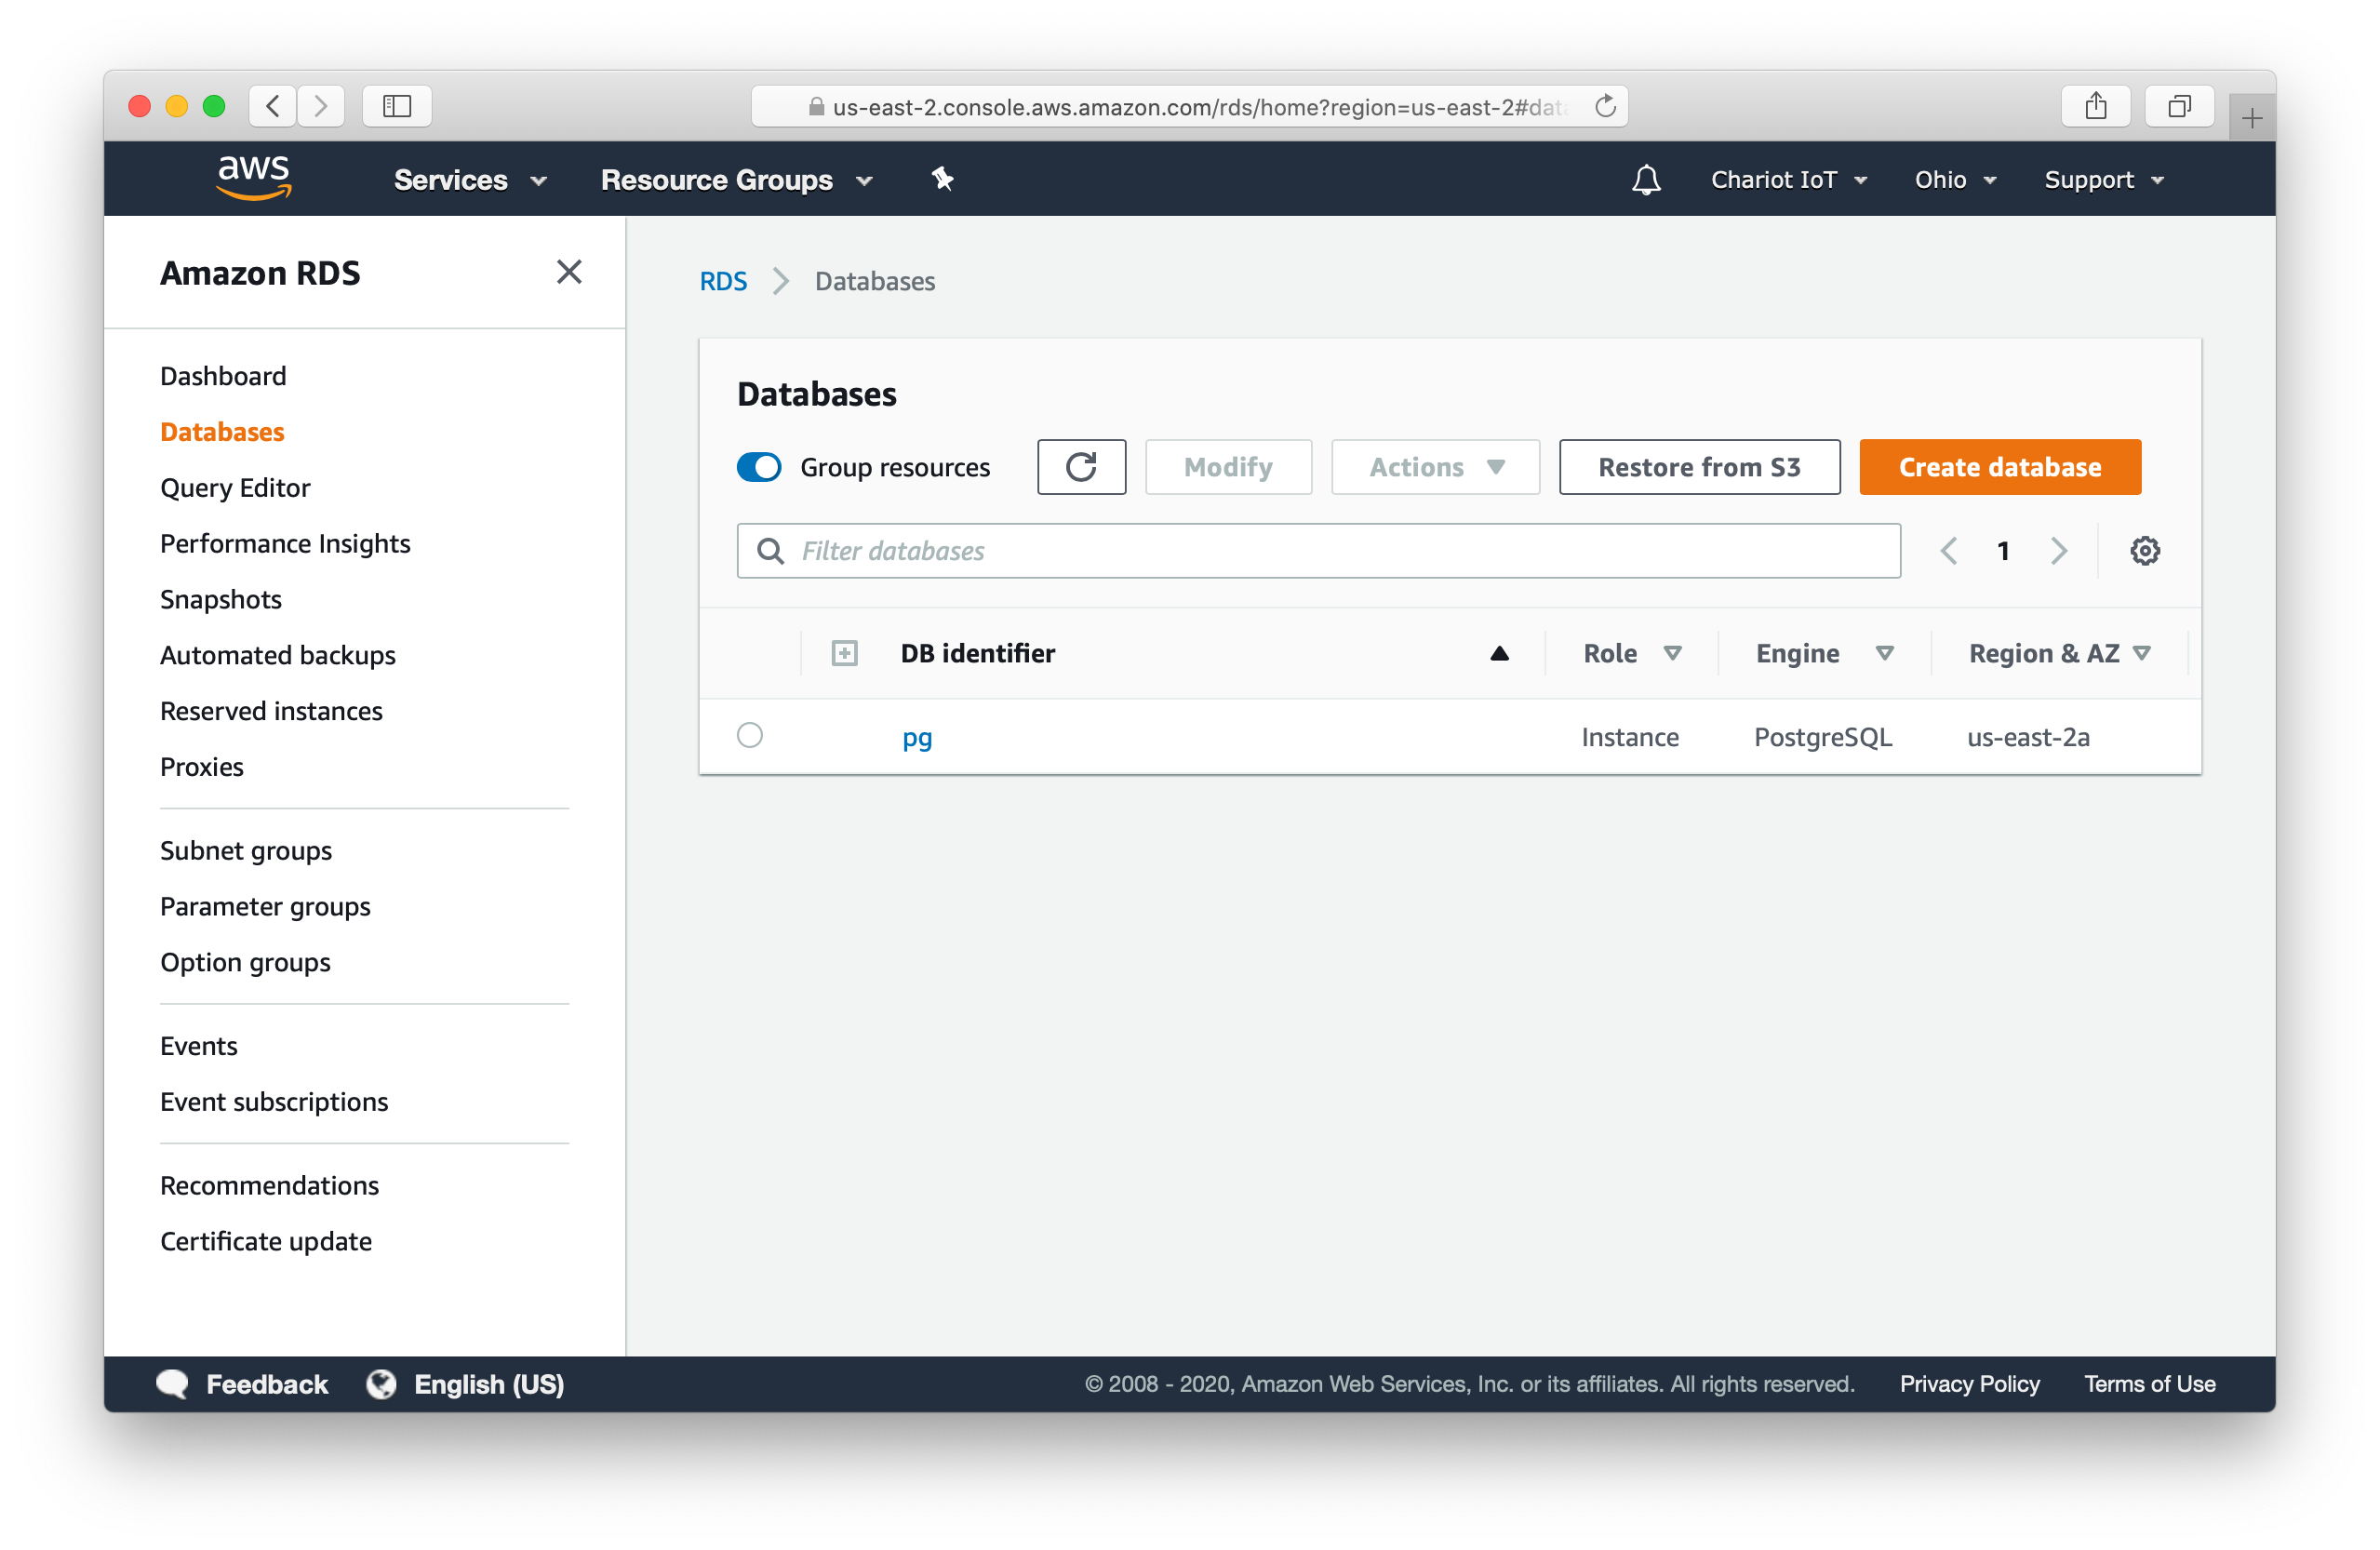 us-east-2.console.aws.amazon.com/rds/home?region=us-east-2#dat
aws Services Resource Groups Chariot IoT Ohio Support
Amazon RDS
Dashboard
Databases
Query Editor
Performance Insights
Snapshots
Automated backups
Reserved instances
Proxies
Subnet groups
Parameter groups
Option groups
Events
Event subscriptions
Recommendations
Certificate update
RDS Databases
Databases
Group resources Modify Actions Restore from S3 Create database
Filter databases 1
DB identifier Role Engine Region & AZ
pg Instance PostgreSQL us-east-2a
Feedback English (US) © 2008 - 2020, Amazon Web Services, Inc. or its affiliates. All rights reserved. Privacy Policy Terms of Use